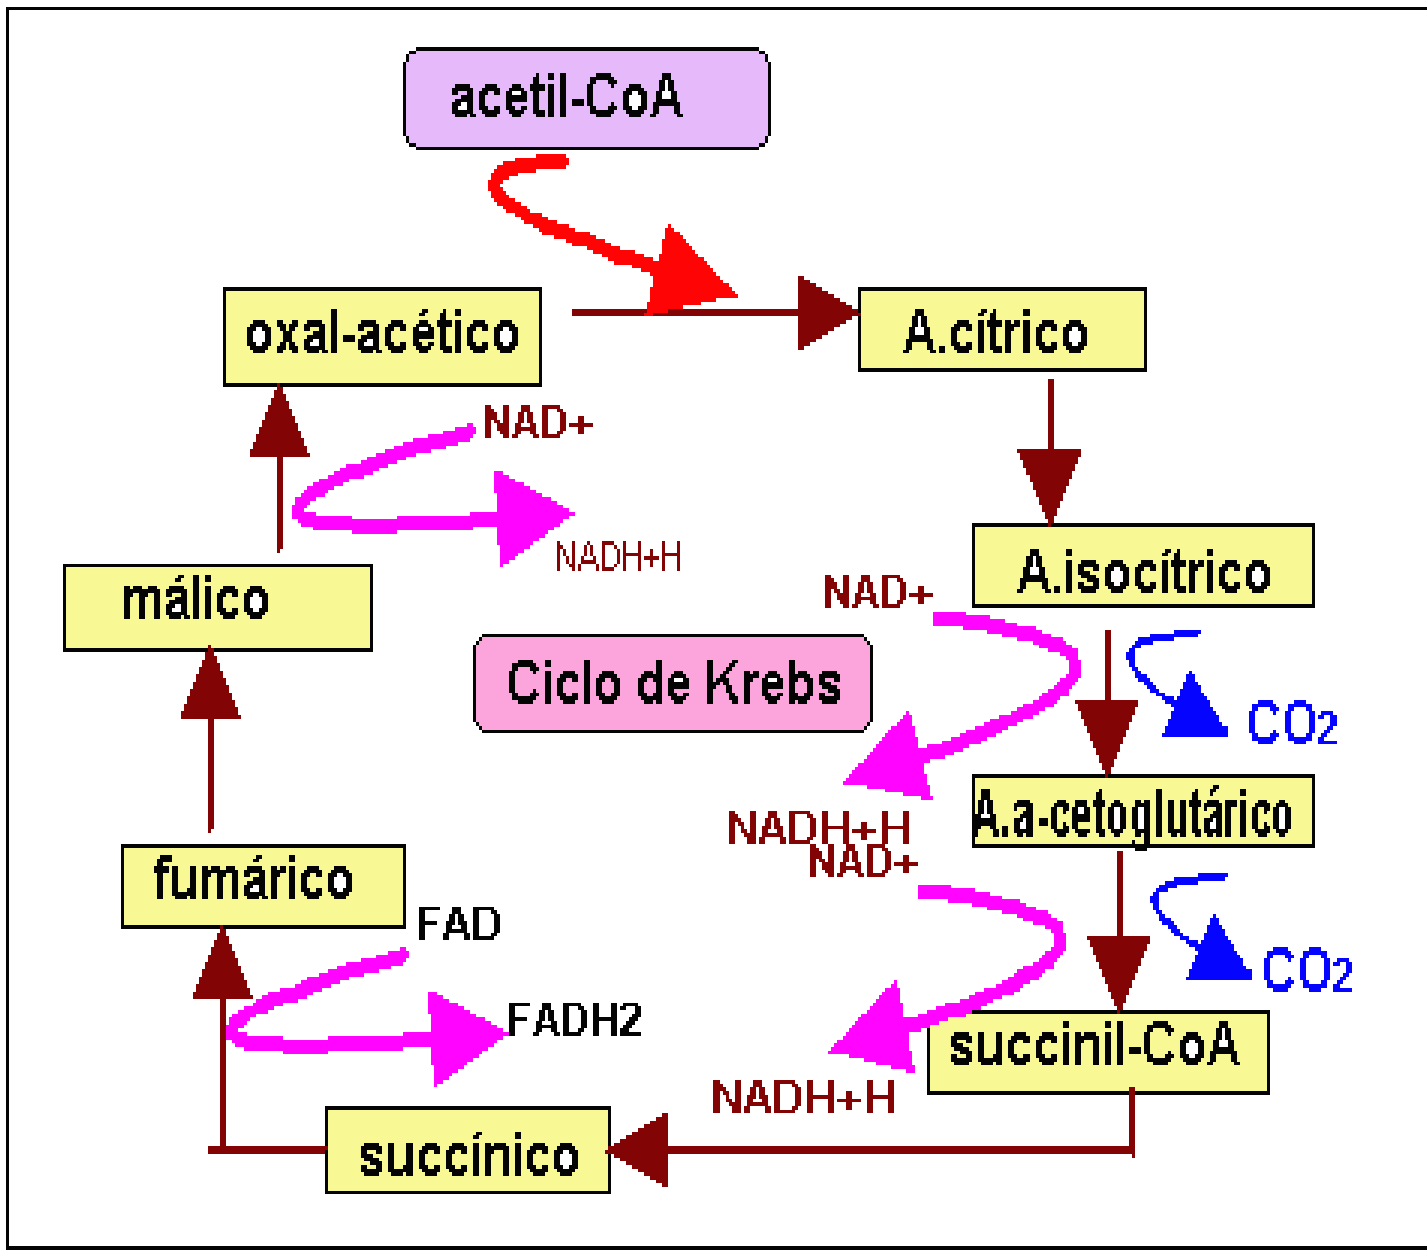 acetil-CoA
oxal-acético
A.cítrico
NAD+
NADH+H
A.isocítrico
málico
NAD+
Ciclo de Krebs
CO2
NADH+H
A.a-cetoglutárico
NAD+
fumárico
FAD
CO2
FADH2
succinil-CoA
NADH+H
succínico